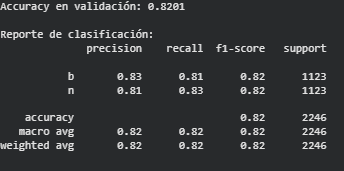 Accuracy en validación: 0.8201
Reporte de clasificación:
precision recall f1-score support
b 0.83 0.81 0.82 1123
n 0.81 0.83 0.82 1123
accuracy 0.82 2246
macro avg 0.82 0.82 0.82 2246
weighted avg 0.82 0.82 0.82 2246